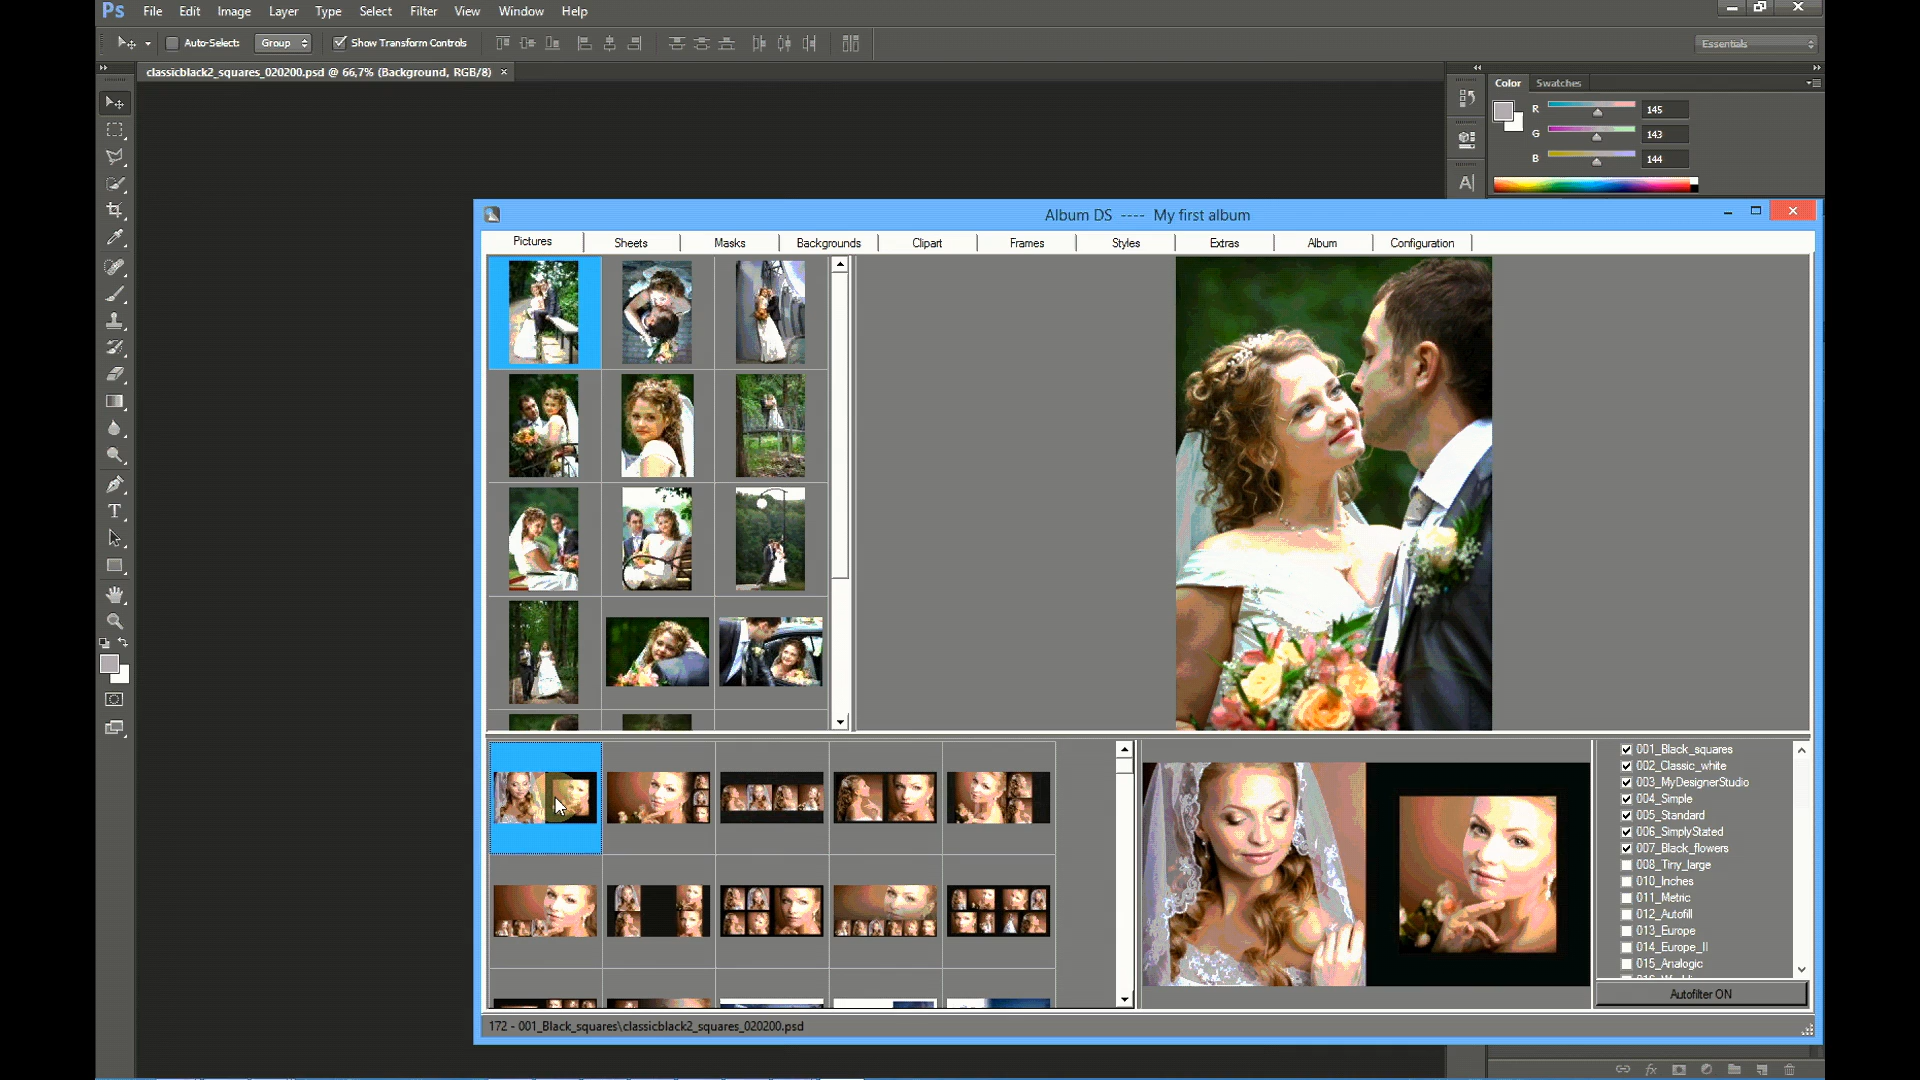 Ps File Edit Image Layer Type Select Filter View Window Help
Auto-Select: Group Show Transform Controls Essentials
classicblack2_squares_020200.psd @ 66,7% (Background, RGB/8) ×
Color Swatches
R 145
G 143
B 144
Album DS ---- My first album
Pictures Sheets Masks Backgrounds Clipart Frames Styles Extras Album Configuration
001_Black_squares
002_Classic_white
003_MyDesignerStudio
004_Simple
005_Standard
006_SimplyStated
007_Black_flowers
008_Tiny_large
010_Inches
011_Metric
012_Autofill
013_Europe
014_Europe_II
015_Analogic
Autofilter ON
172 - 001_Black_squares\classicblack2_squares_020200.psd
fx